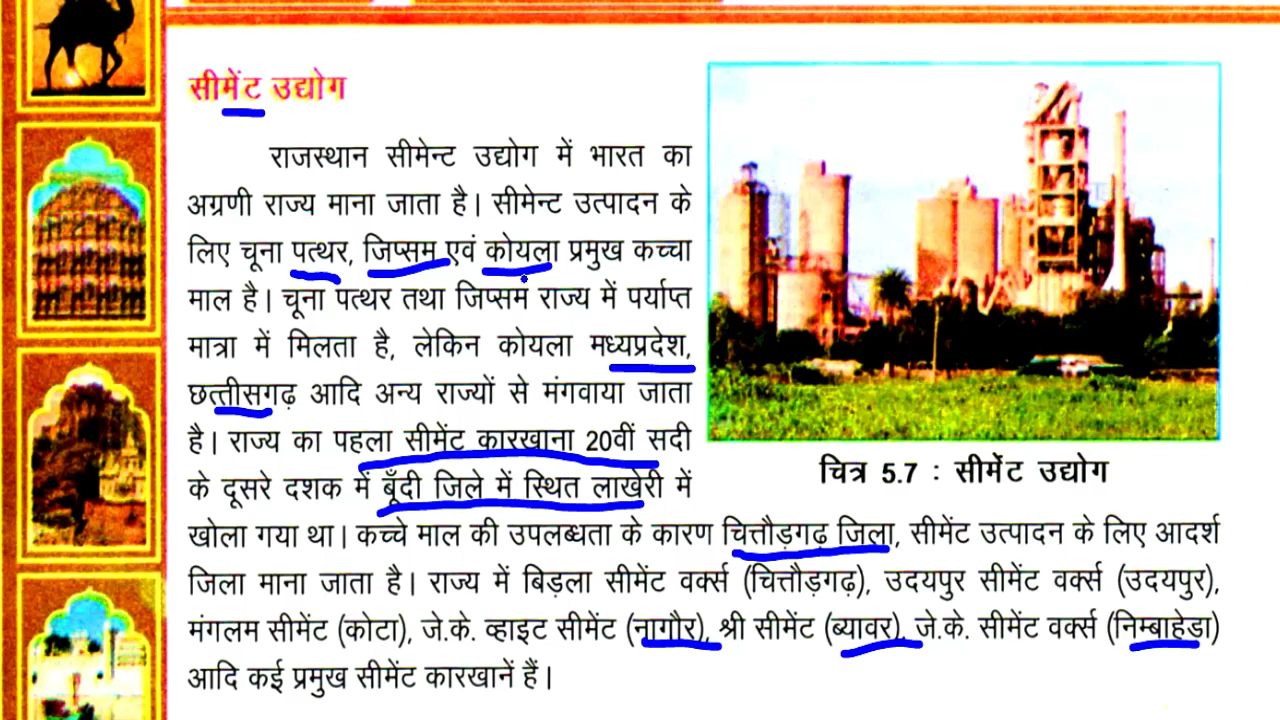 सीमेंट उद्योग
राजस्थान सीमेन्ट उद्योग में भारत का
अग्रणी राज्य माना जाता है। सीमेन्ट उत्पादन के
लिए चूना पत्थर, जिप्सम एवं कोयला प्रमुख कच्चा
माल है। चूना पत्थर तथा जिप्सम राज्य में पर्याप्त
मात्रा में मिलता है, लेकिन कोयला मध्यप्रदेश,
छत्तीसगढ़ आदि अन्य राज्यों से मंगवाया जाता
है। राज्य का पहला सीमेंट कारखाना 20वीं सदी
के दूसरे दशक में बूँदी जिले में स्थित लाखेरी में
चित्र 5.7 : सीमेंट उद्योग
खोला गया था। कच्चे माल की उपलब्धता के कारण चित्तौड़गढ़ जिला, सीमेंट उत्पादन के लिए आदर्श
जिला माना जाता है। राज्य में बिड़ला सीमेंट वर्क्स (चित्तौड़गढ़), उदयपुर सीमेंट वर्क्स (उदयपुर),
मंगलम सीमेंट (कोटा), जे.के. व्हाइट सीमेंट (नागौर), श्री सीमेंट (ब्यावर), जे.के. सीमेंट वर्क्स (निम्बाहेडा)
आदि कई प्रमुख सीमेंट कारखानें हैं।